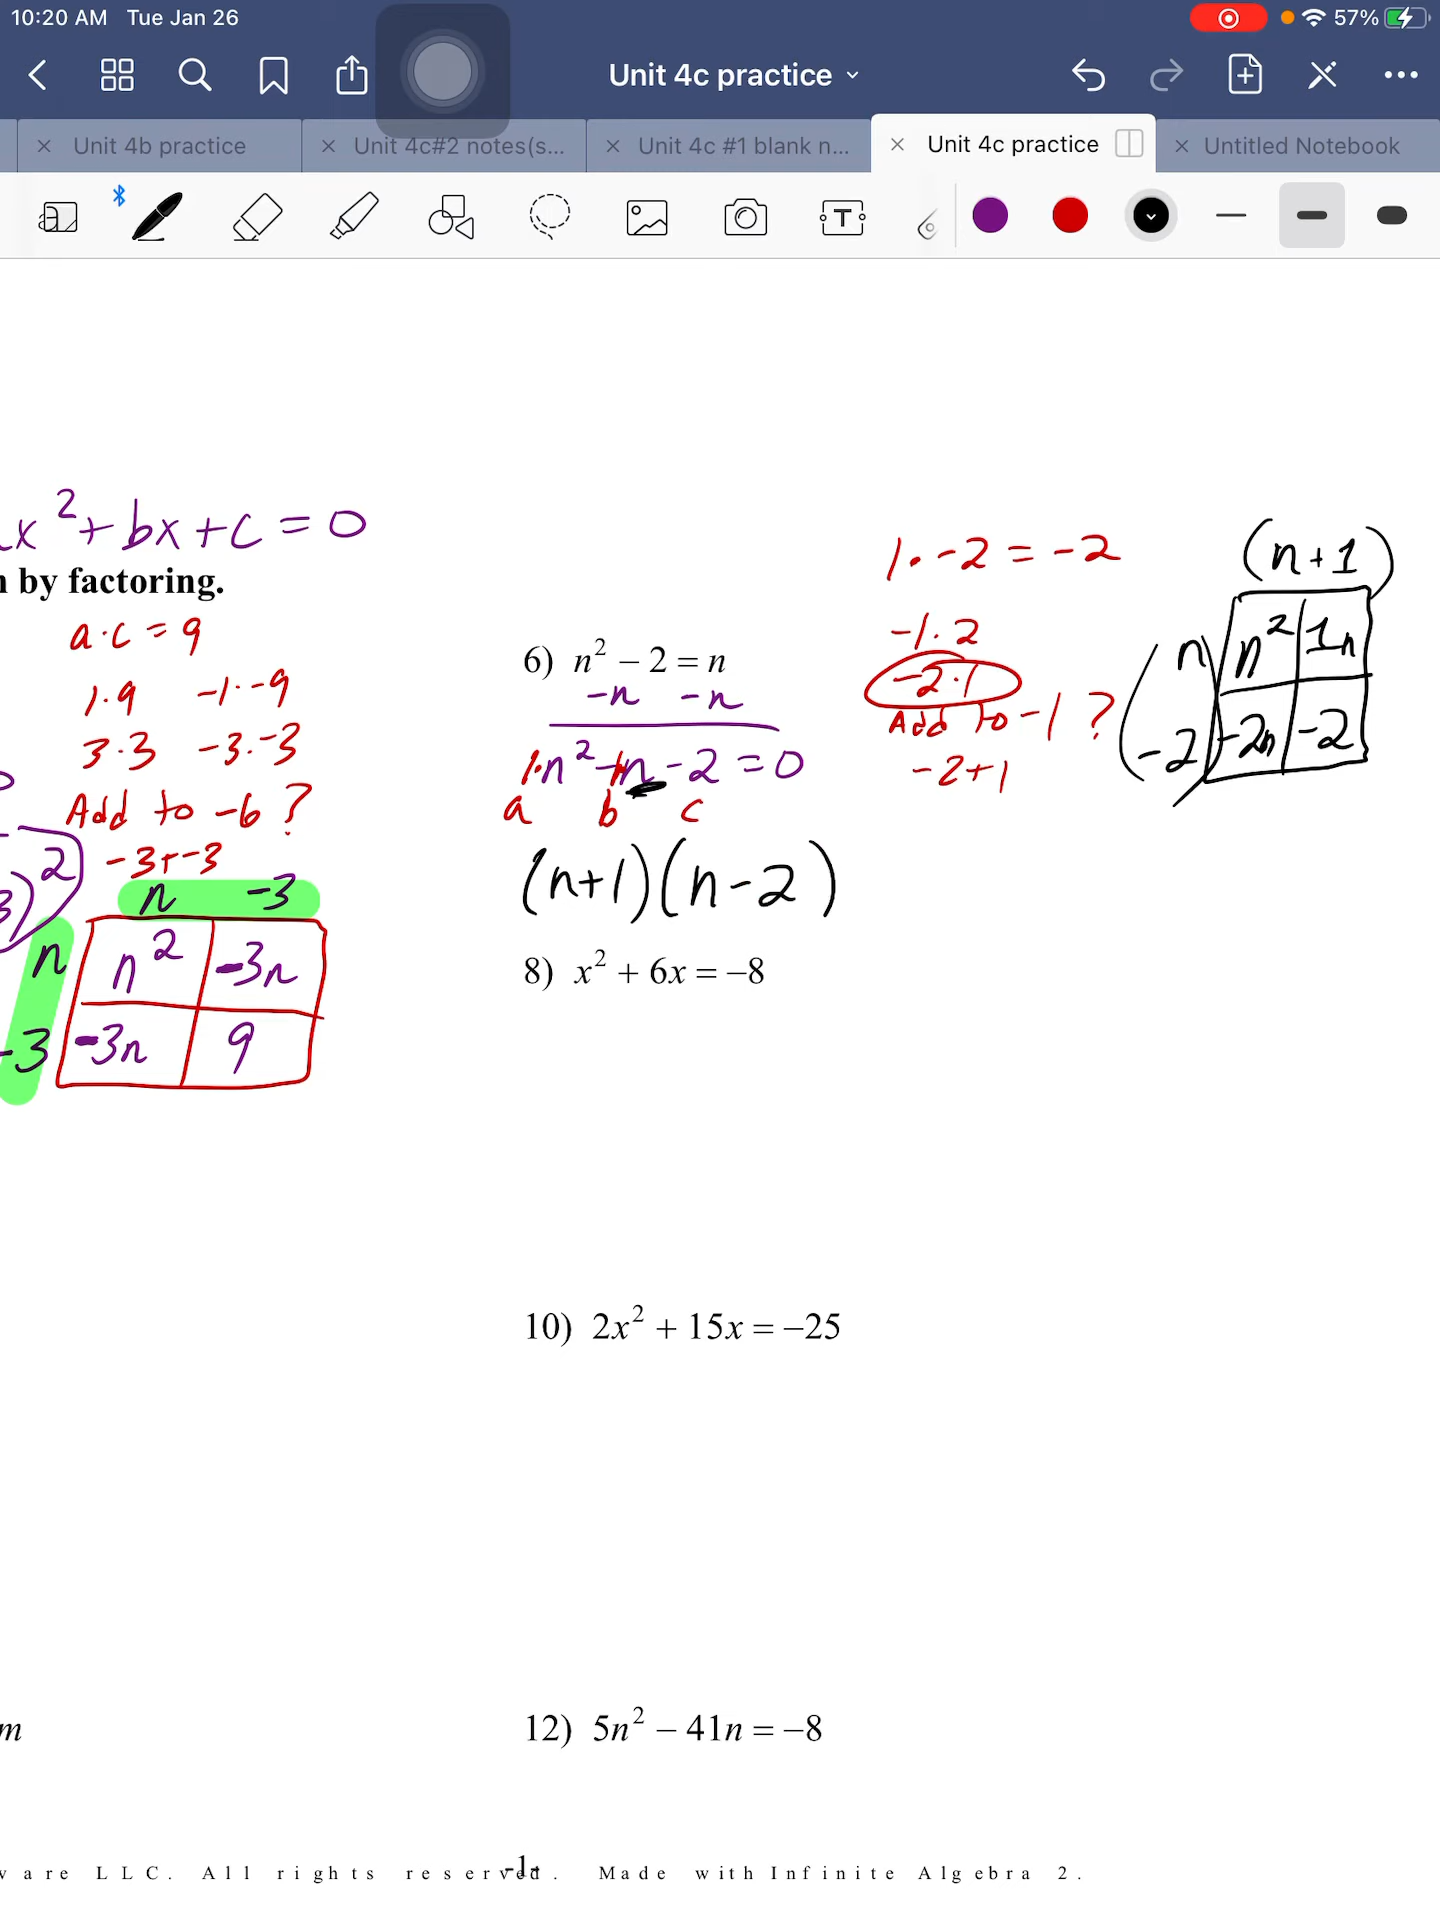 10:20 AM Tue Jan 26
57%
Unit 4c practice
Unit 4b practice
Unit 4c#2 notes(s...
Unit 4c #1 blank n...
Unit 4c practice
Untitled Notebook
x² + bx + c = 0
by factoring.
a·c = 9
1·9 -1·-9
3·3 -3·-3
Add to -6 ?
-3+-3
n -3
n n² -3n
-3 -3n 9
6) n² – 2 = n
-n -n
1·n² - 1n - 2 = 0
a b c
(n+1)(n-2)
1·-2 = -2
-1·2
-2·1
Add to -1 ?
-2+1
(n+1)
n n² 1n
-2 -2n -2
8) x² + 6x = –8
10) 2x² + 15x = –25
m
12) 5n² – 41n = –8
-1-
ware LLC. All rights reserved. Made with Infinite Algebra 2.